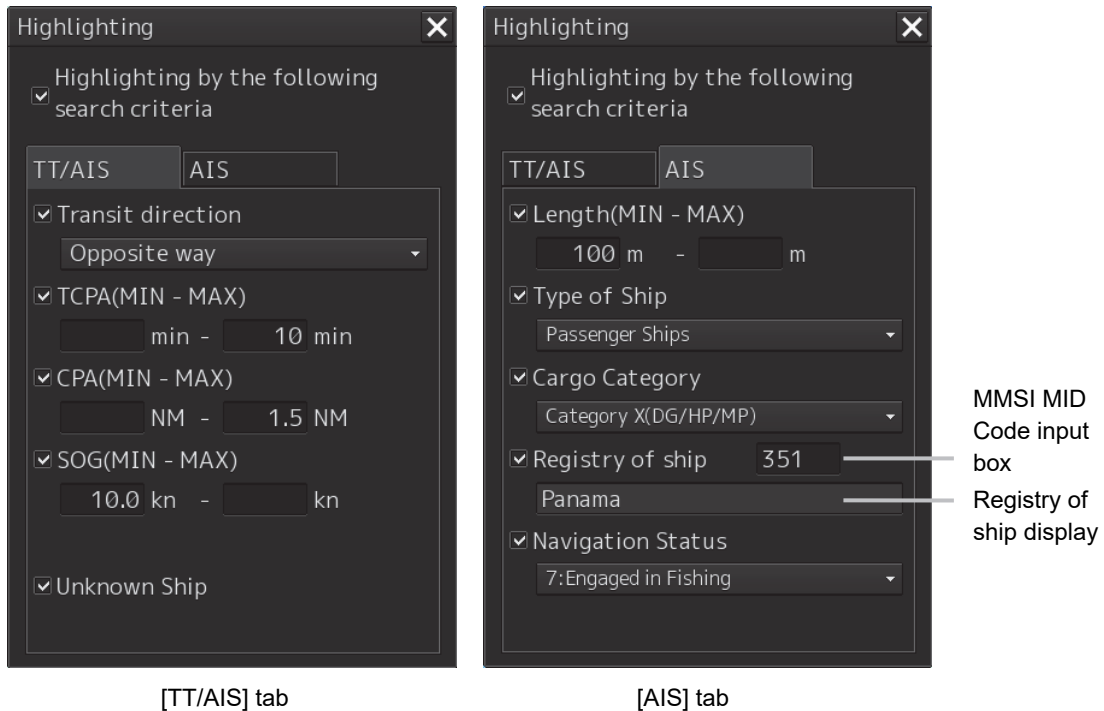 Highlighting
Highlighting by the following
search criteria
TT/AIS AIS
Transit direction
Opposite way
TCPA(MIN - MAX)
min - 10 min
CPA(MIN - MAX)
NM - 1.5 NM
SOG(MIN - MAX)
10.0 kn - kn
Unknown Ship
[TT/AIS] tab
Highlighting
Highlighting by the following
search criteria
TT/AIS AIS
Length(MIN - MAX)
100 m - m
Type of Ship
Passenger Ships
Cargo Category
Category X(DG/HP/MP)
Registry of ship 351
Panama
Navigation Status
7:Engaged in Fishing
[AIS] tab
MMSI MID
Code input
box
Registry of
ship display